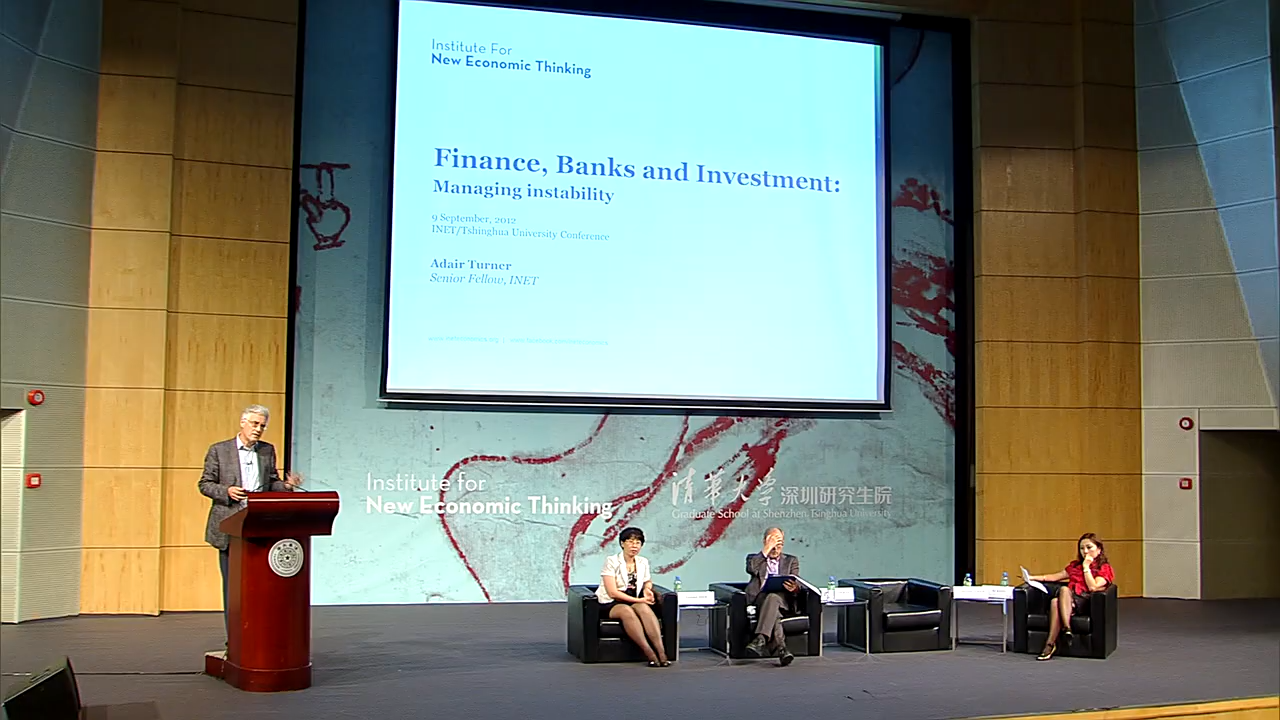 Institute For
New Economic Thinking
Finance, Banks and Investment:
Managing instability
9 September, 2012
INET/Tshinghua University Conference
Adair Turner
Senior Fellow, INET
Institute for
New Economic Thinking
清华大学深圳研究生院
Graduate School at Shenzhen, Tsinghua University